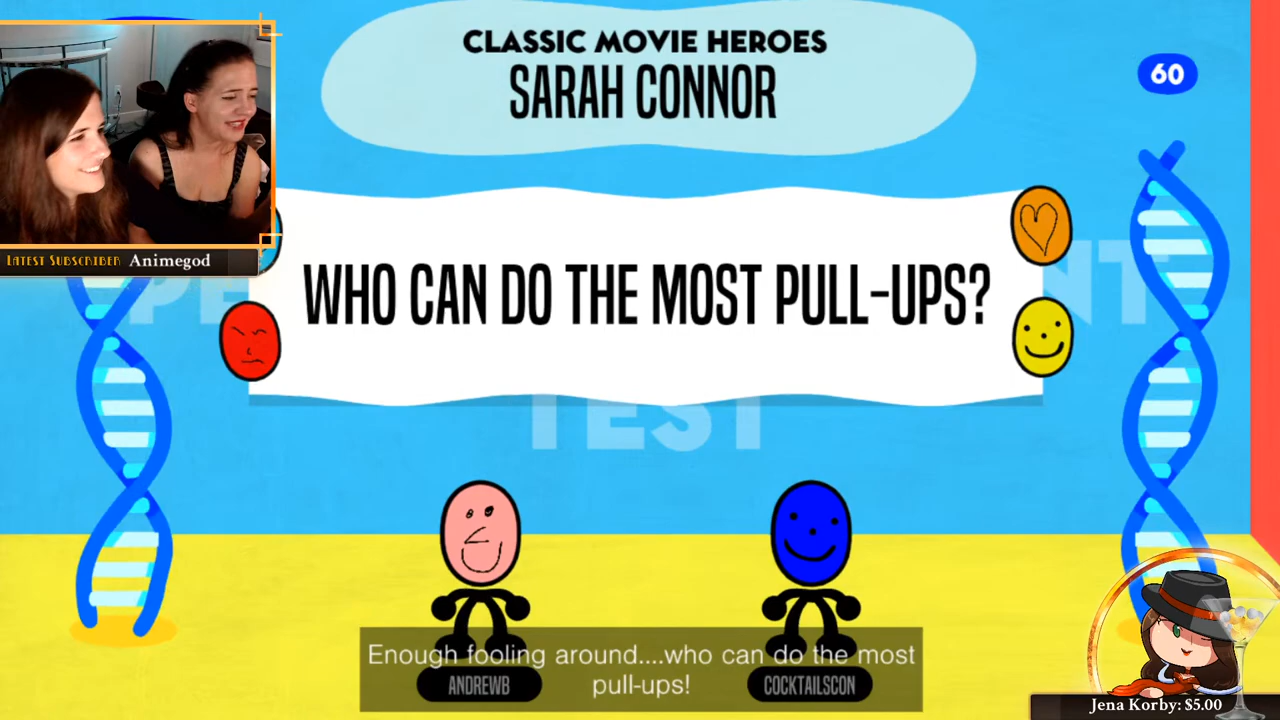 CLASSIC MOVIE HEROES
SARAH CONNOR
60
LATEST SUBSCRIBER Animegod
WHO CAN DO THE MOST PULL-UPS?
TEST
Enough fooling around....who can do the most
pull-ups!
ANDREWB
COCKTAILSCON
Jena Korby: $5.00